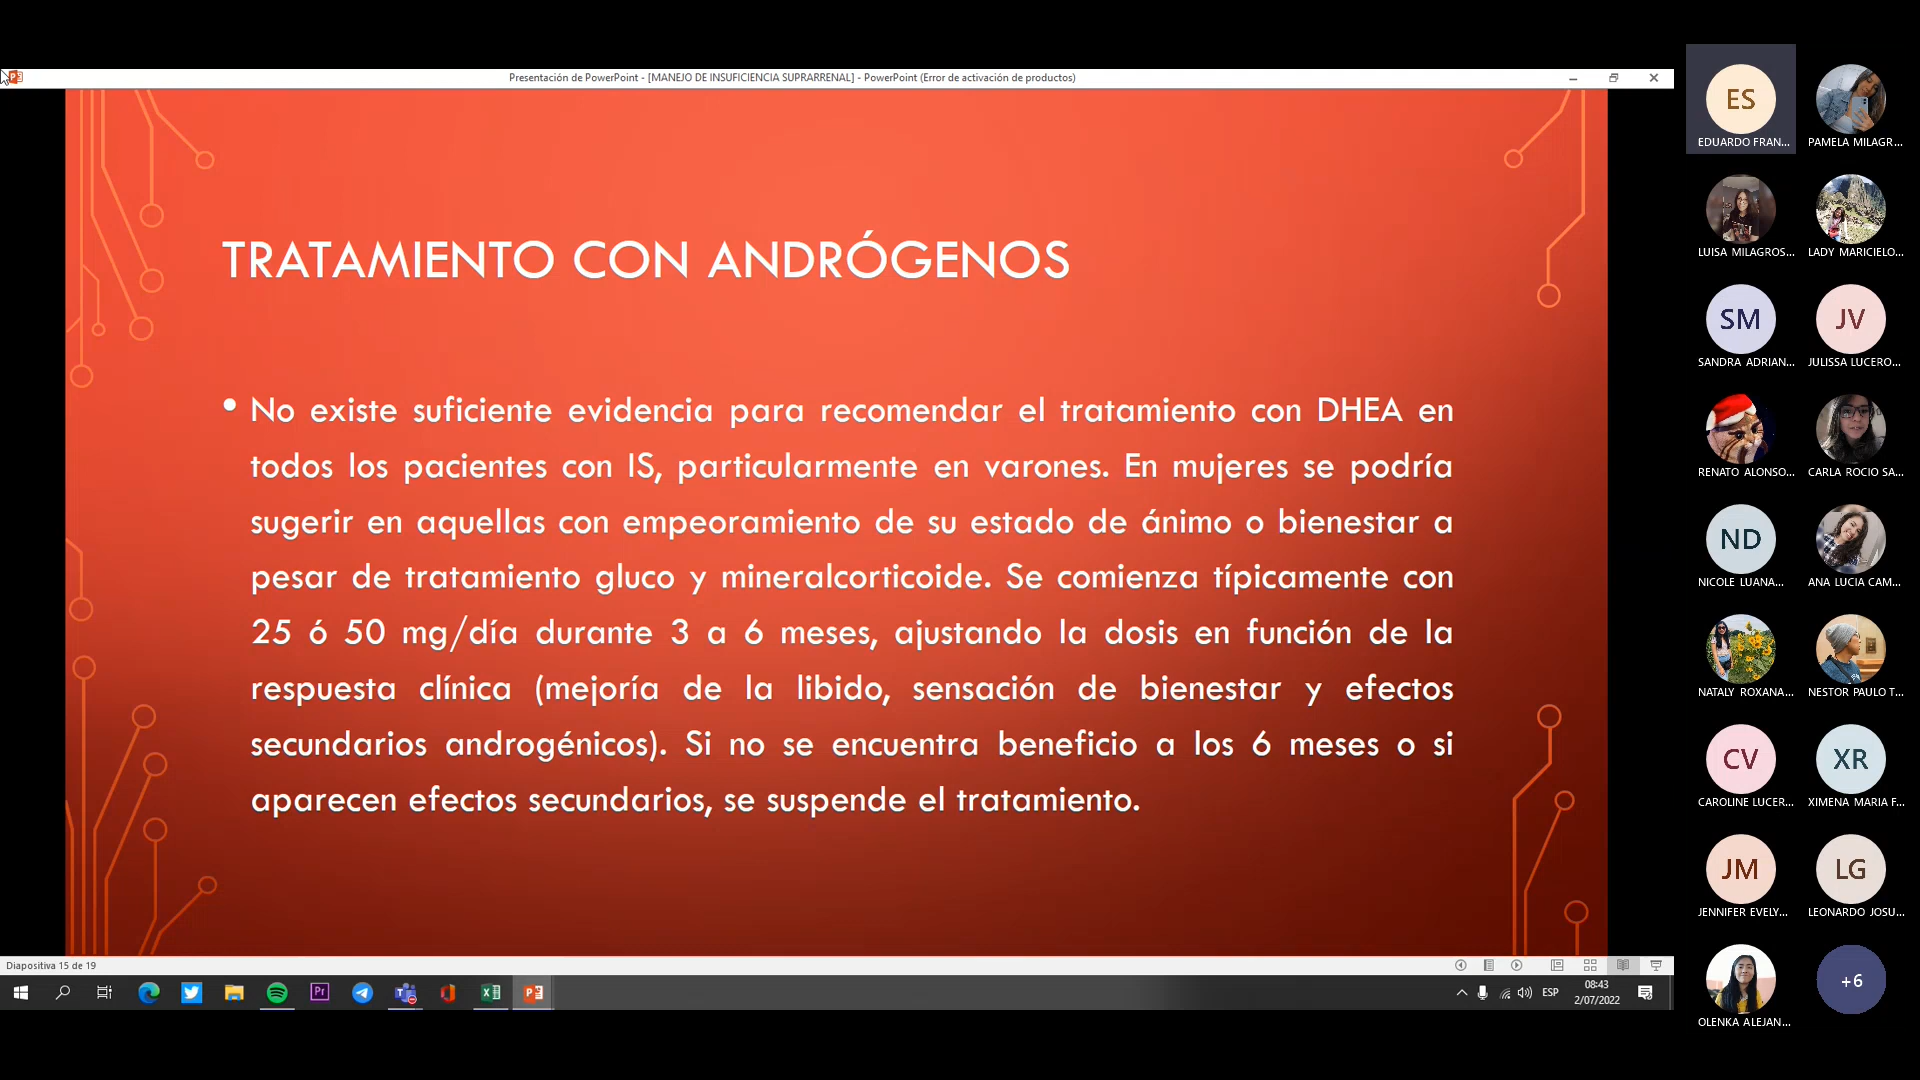 Presentación de PowerPoint - [MANEJO DE INSUFICIENCIA SUPRARRENAL] - PowerPoint (Error de activación de productos)
TRATAMIENTO CON ANDRÓGENOS
• No existe suficiente evidencia para recomendar el tratamiento con DHEA en
todos los pacientes con IS, particularmente en varones. En mujeres se podría
sugerir en aquellas con empeoramiento de su estado de ánimo o bienestar a
pesar de tratamiento gluco y mineralcorticoide. Se comienza típicamente con
25 ó 50 mg/día durante 3 a 6 meses, ajustando la dosis en función de la
respuesta clínica (mejoría de la libido, sensación de bienestar y efectos
secundarios androgénicos). Si no se encuentra beneficio a los 6 meses o si
aparecen efectos secundarios, se suspende el tratamiento.
Diapositiva 15 de 19
Pr
ESP
08:43
2/07/2022
ES
EDUARDO FRAN...
PAMELA MILAGR...
LUISA MILAGROS...
LADY MARICIELO...
SM
SANDRA ADRIAN...
JV
JULISSA LUCERO...
RENATO ALONSO...
CARLA ROCIO SA...
ND
NICOLE LUANA...
ANA LUCIA CAM...
NATALY ROXANA...
NESTOR PAULO T...
CV
CAROLINE LUCER...
XR
XIMENA MARIA F...
JM
JENNIFER EVELY...
LG
LEONARDO JOSU...
OLENKA ALEJAN...
+6